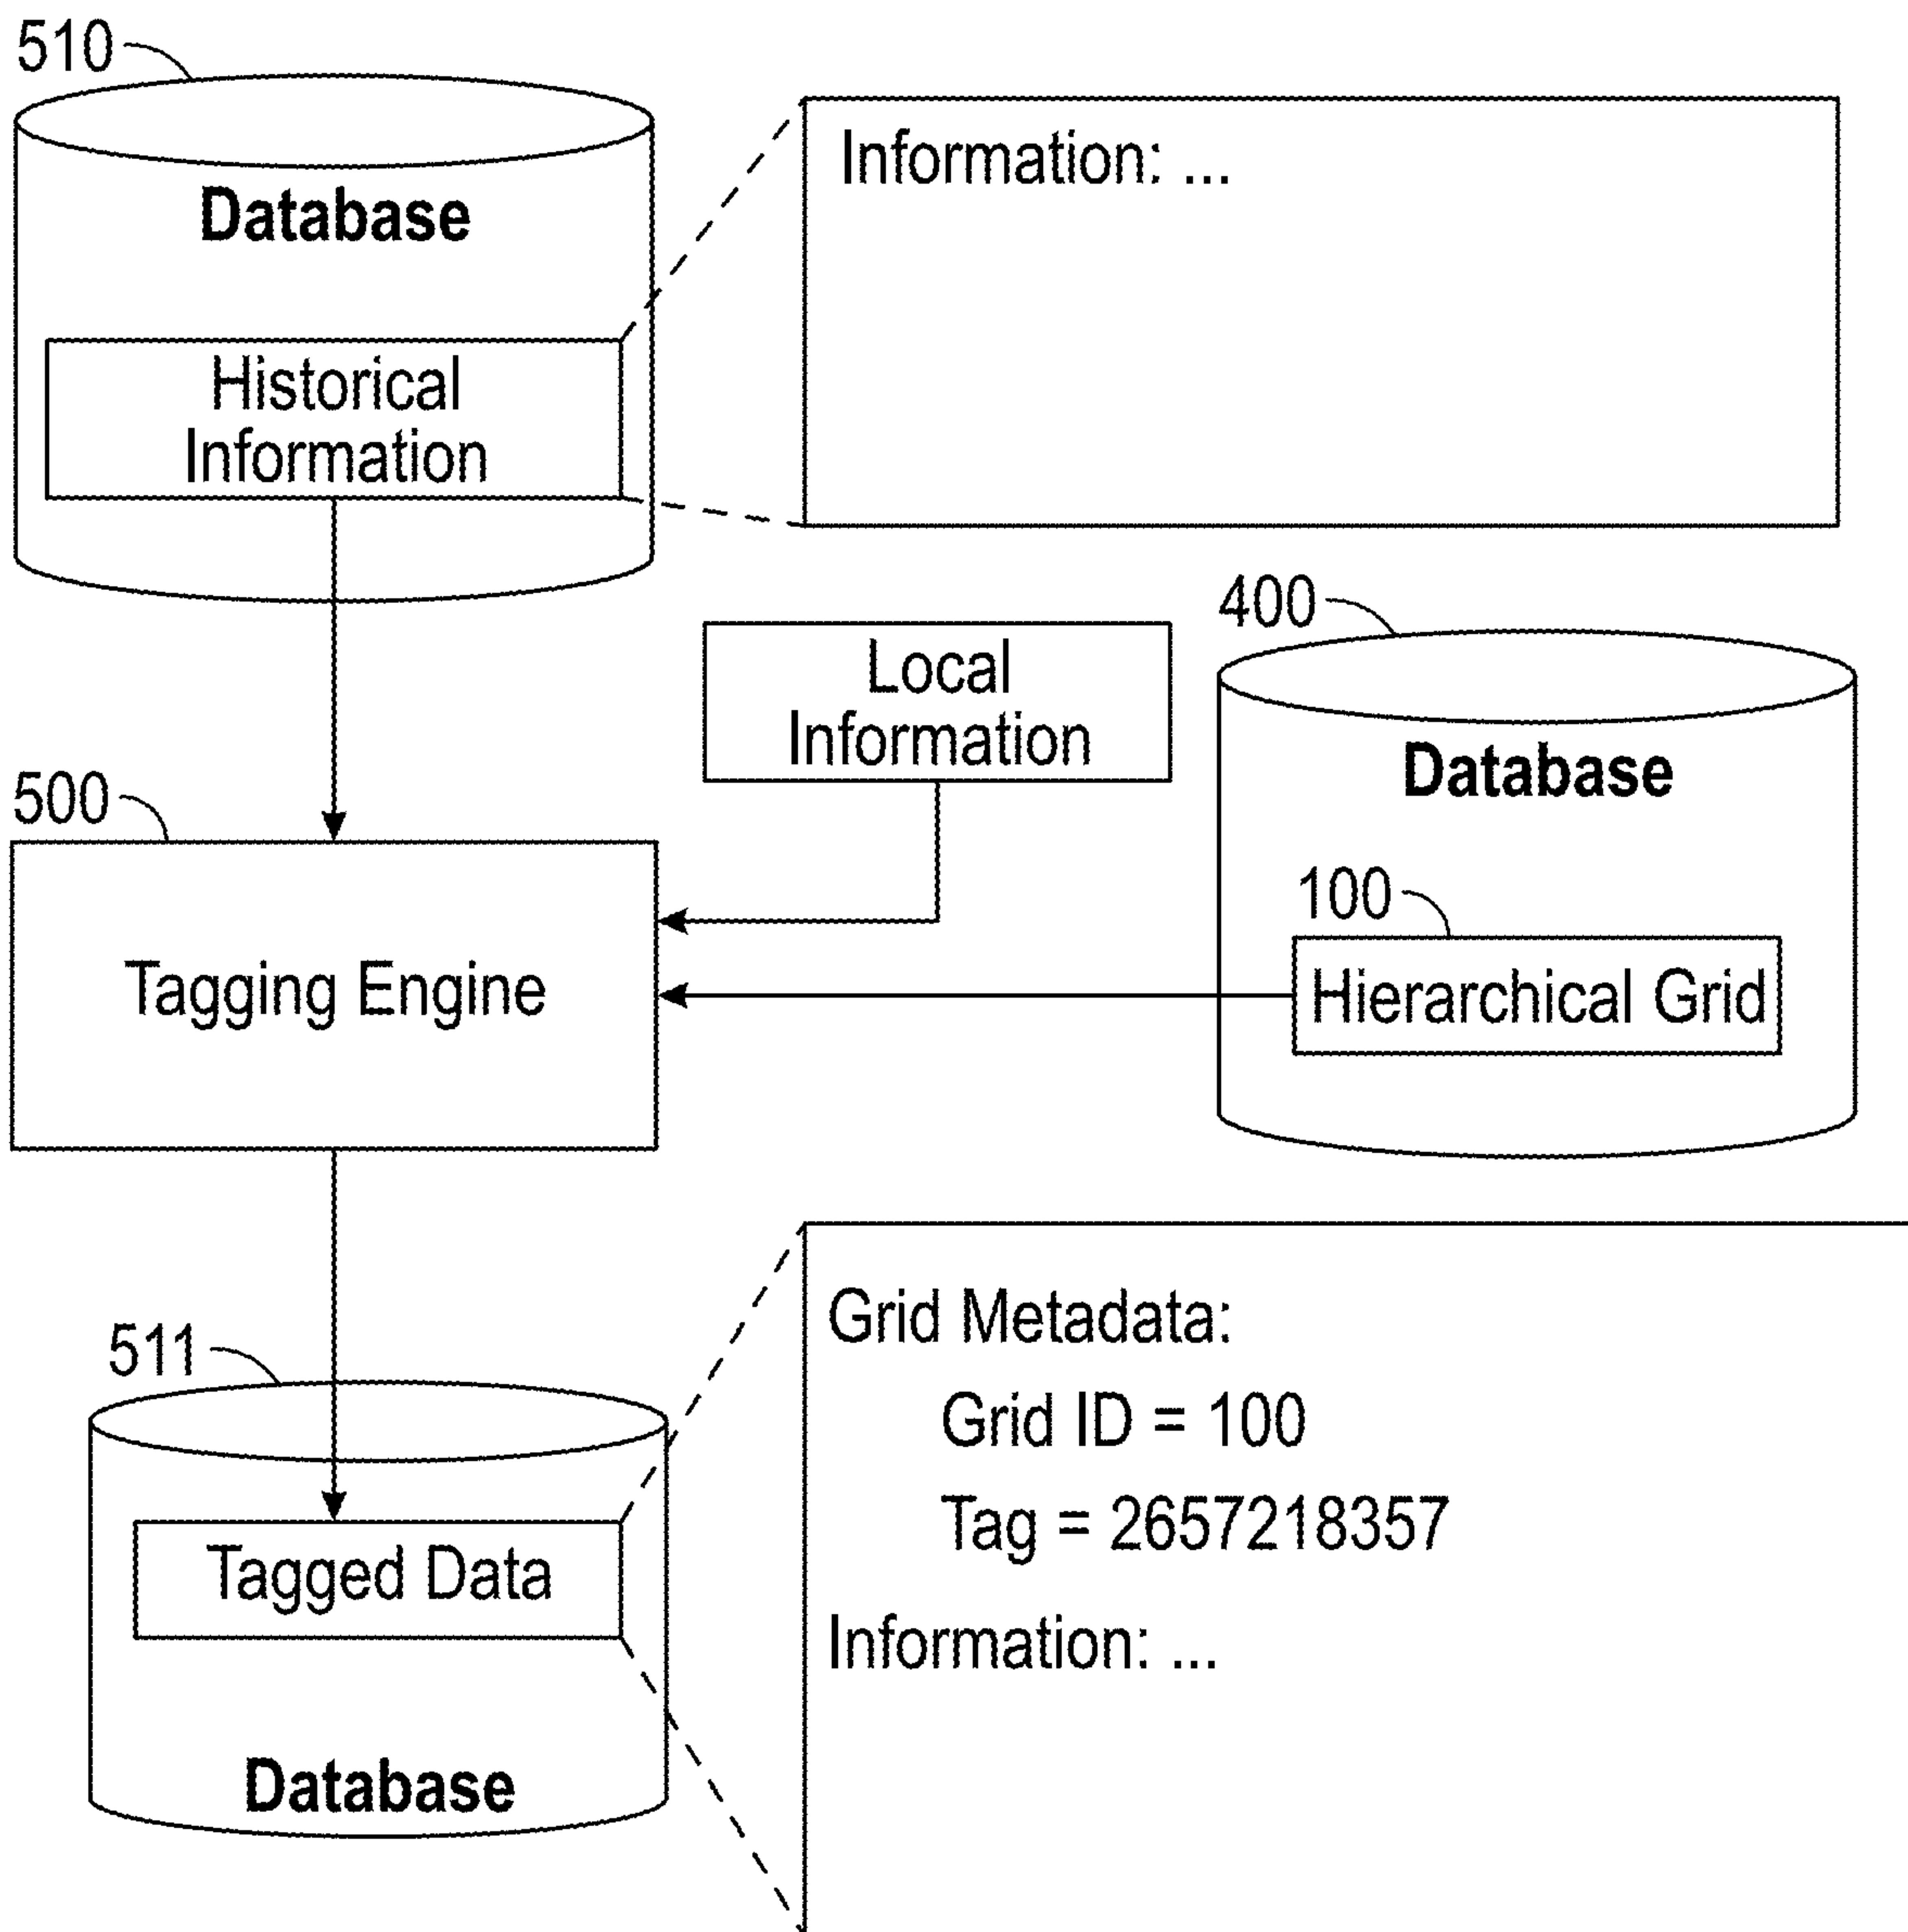 510
Database
Information: ...
Historical
Information
Local
Information
400
Database
500
100
Tagging Engine
Hierarchical Grid
511
Grid Metadata:
Grid ID = 100
Tag = 2657218357
Tagged Data
Information: ...
Database